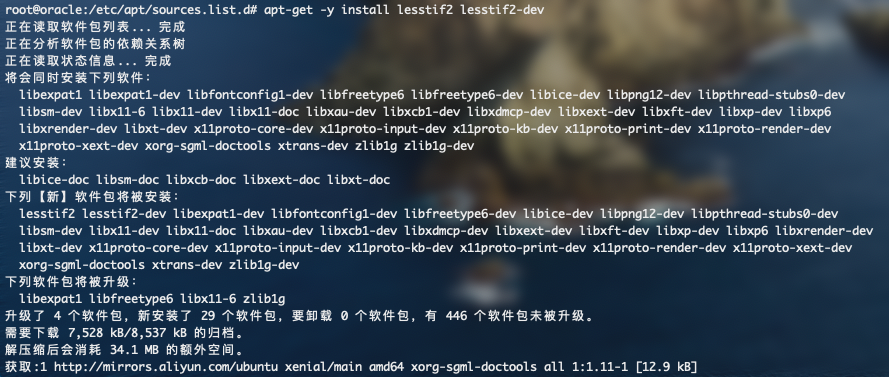 root@oracle:/etc/apt/sources.list.d# apt-get -y install lesstif2 lesstif2-dev
正在读取软件包列表... 完成
正在分析软件包的依赖关系树
正在读取状态信息... 完成
将会同时安装下列软件：
libexpat1 libexpat1-dev libfontconfig1-dev libfreetype6 libfreetype6-dev libice-dev libpng12-dev libpthread-stubs0-dev
libsm-dev libx11-6 libx11-dev libx11-doc libxau-dev libxcb1-dev libxdmcp-dev libxext-dev libxft-dev libxp-dev libxp6
libxrender-dev libxt-dev x11proto-core-dev x11proto-input-dev x11proto-kb-dev x11proto-print-dev x11proto-render-dev
x11proto-xext-dev xorg-sgml-doctools xtrans-dev zlib1g zlib1g-dev
建议安装：
libice-doc libsm-doc libxcb-doc libxext-doc libxt-doc
下列【新】软件包将被安装：
lesstif2 lesstif2-dev libexpat1-dev libfontconfig1-dev libfreetype6-dev libice-dev libpng12-dev libpthread-stubs0-dev
libsm-dev libx11-dev libx11-doc libxau-dev libxcb1-dev libxdmcp-dev libxext-dev libxft-dev libxp-dev libxp6 libxrender-dev
libxt-dev x11proto-core-dev x11proto-input-dev x11proto-kb-dev x11proto-print-dev x11proto-render-dev x11proto-xext-dev
xorg-sgml-doctools xtrans-dev zlib1g-dev
下列软件包将被升级：
libexpat1 libfreetype6 libx11-6 zlib1g
升级了 4 个软件包，新安装了 29 个软件包，要卸载 0 个软件包，有 446 个软件包未被升级。
需要下载 7,528 kB/8,537 kB 的归档。
解压缩后会消耗 34.1 MB 的额外空间。
获取:1 http://mirrors.aliyun.com/ubuntu xenial/main amd64 xorg-sgml-doctools all 1:1.11-1 [12.9 kB]